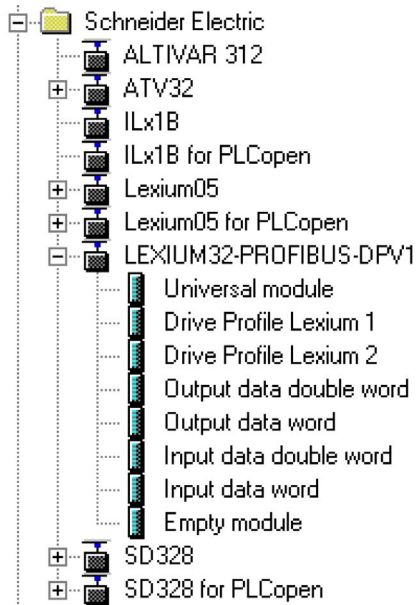 Schneider Electric
ALTIVAR 312
ATV32
ILx1B
ILx1B for PLCopen
Lexium05
Lexium05 for PLCopen
LEXIUM32-PROFIBUS-DPV1
Universal module
Drive Profile Lexium 1
Drive Profile Lexium 2
Output data double word
Output data word
Input data double word
Input data word
Empty module
SD328
SD328 for PLCopen